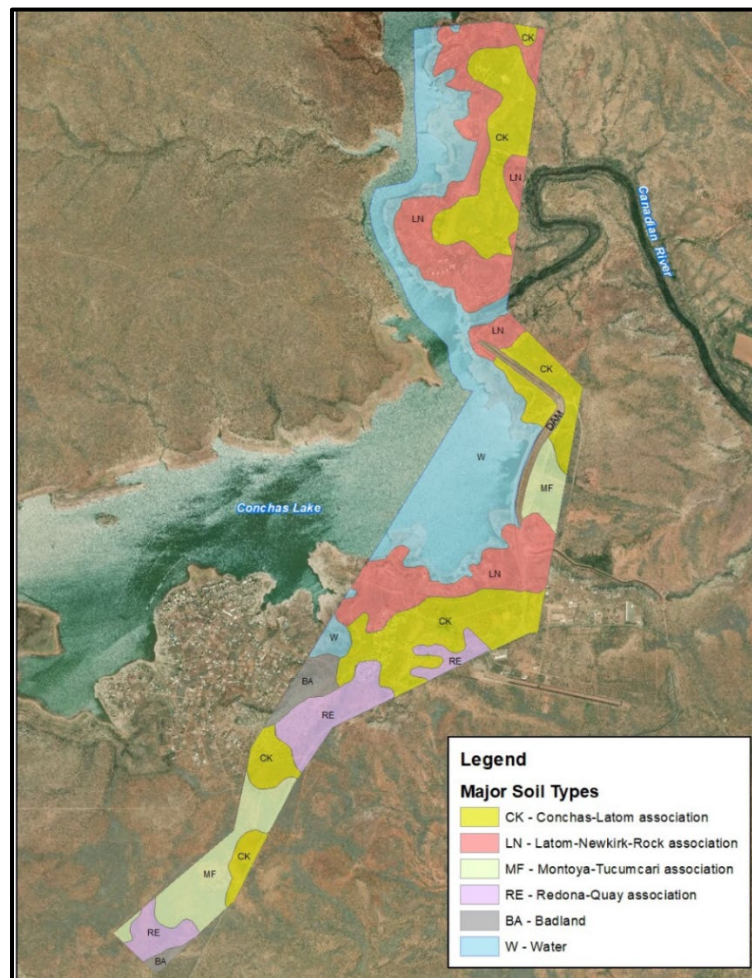 CK
CK
LN
LN
Canadian River
LN
CK
DAM
W
MF
Conchas Lake
LN
CK
W
RE
BA
RE
CK
CK
MF
RE
BA
Legend
Major Soil Types
CK - Conchas-Latom association
LN - Latom-Newkirk-Rock association
MF - Montoya-Tucumcari association
RE - Redona-Quay association
BA - Badland
W - Water